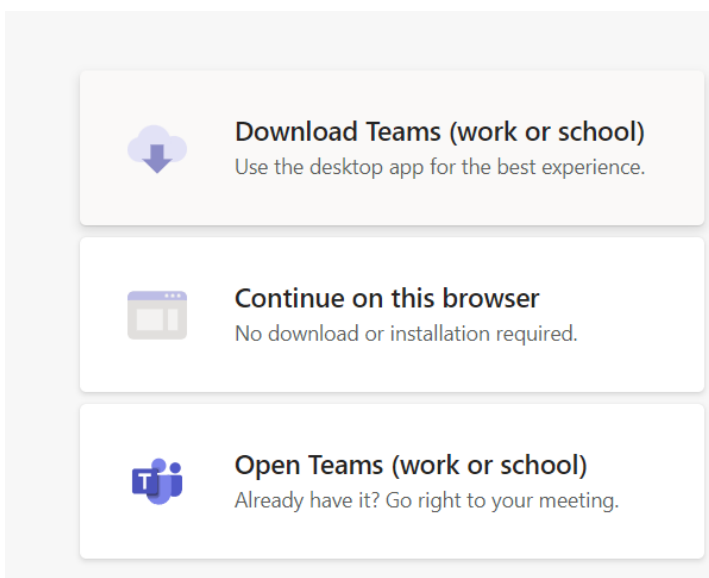 Download Teams (work or school)
Use the desktop app for the best experience.
Continue on this browser
No download or installation required.
T
Open Teams (work or school)
Already have it? Go right to your meeting.